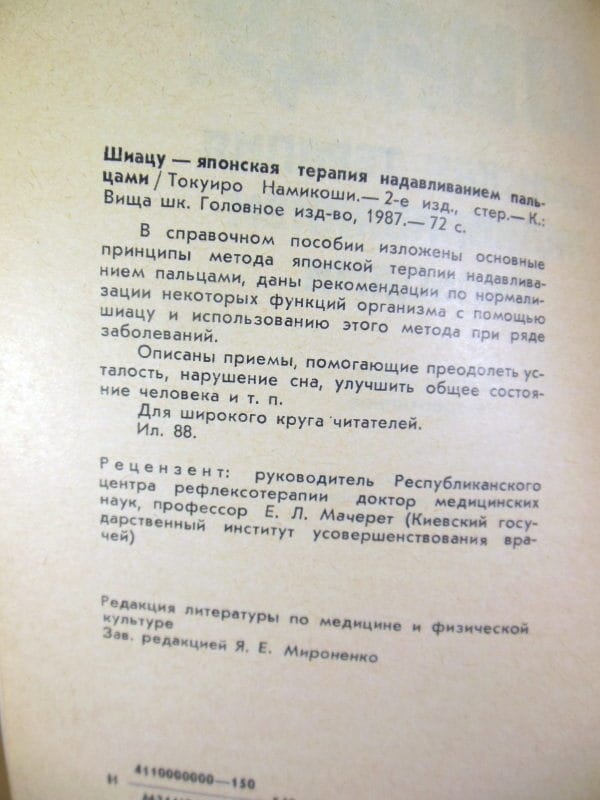 Шиацу — японская терапия надавливанием паль-
цами / Токуиро Намикоши.— 2-е изд., стер.— К.:
Вища шк. Головное изд-во, 1987.— 72 с.
В справочном пособии изложены основные
принципы метода японской терапии надавлива-
нием пальцами, даны рекомендации по нормали-
зации некоторых функций организма с помощью
шиацу и использованию этого метода при ряде
заболеваний.
Описаны приемы, помогающие преодолеть ус-
талость, нарушение сна, улучшить общее состоя-
ние человека и т. п.
Для широкого круга читателей.
Ил. 88.
Рецензент: руководитель Республиканского
центра рефлексотерапии доктор медицинских
наук, профессор Е. Л. Мачерет (Киевский госу-
дарственный институт усовершенствования вра-
чей)
Редакция литературы по медицине и физической
культуре
Зав. редакцией Я. Е. Мироненко
4110000000—150
И